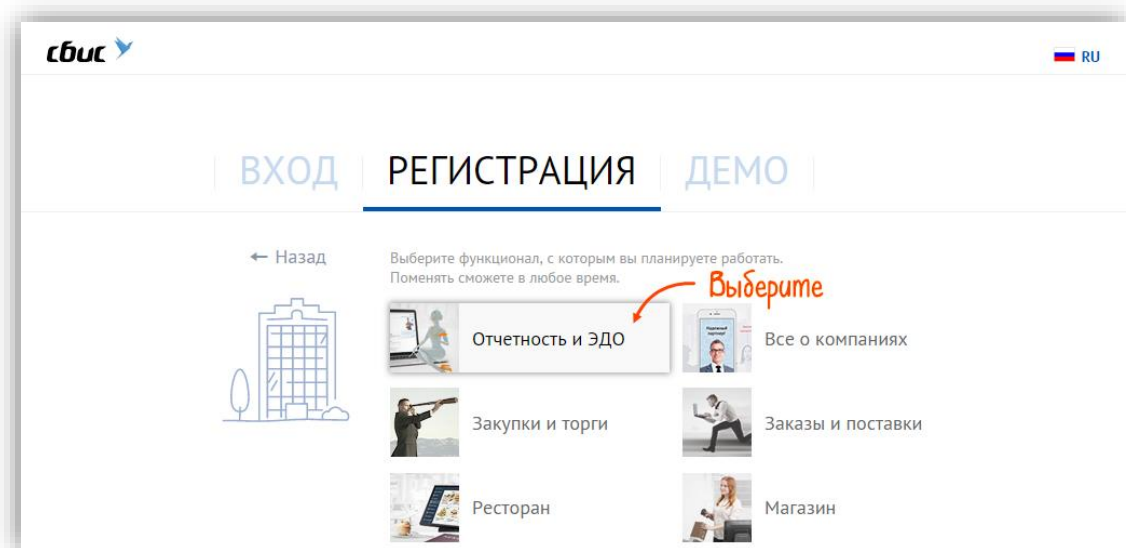 сбис
RU
ВХОД РЕГИСТРАЦИЯ ДЕМО
← Назад
Выберите функционал, с которым вы планируете работать.
Поменять сможете в любое время.
Выберите
Отчетность и ЭДО
Все о компаниях
Закупки и торги
Заказы и поставки
Ресторан
Магазин